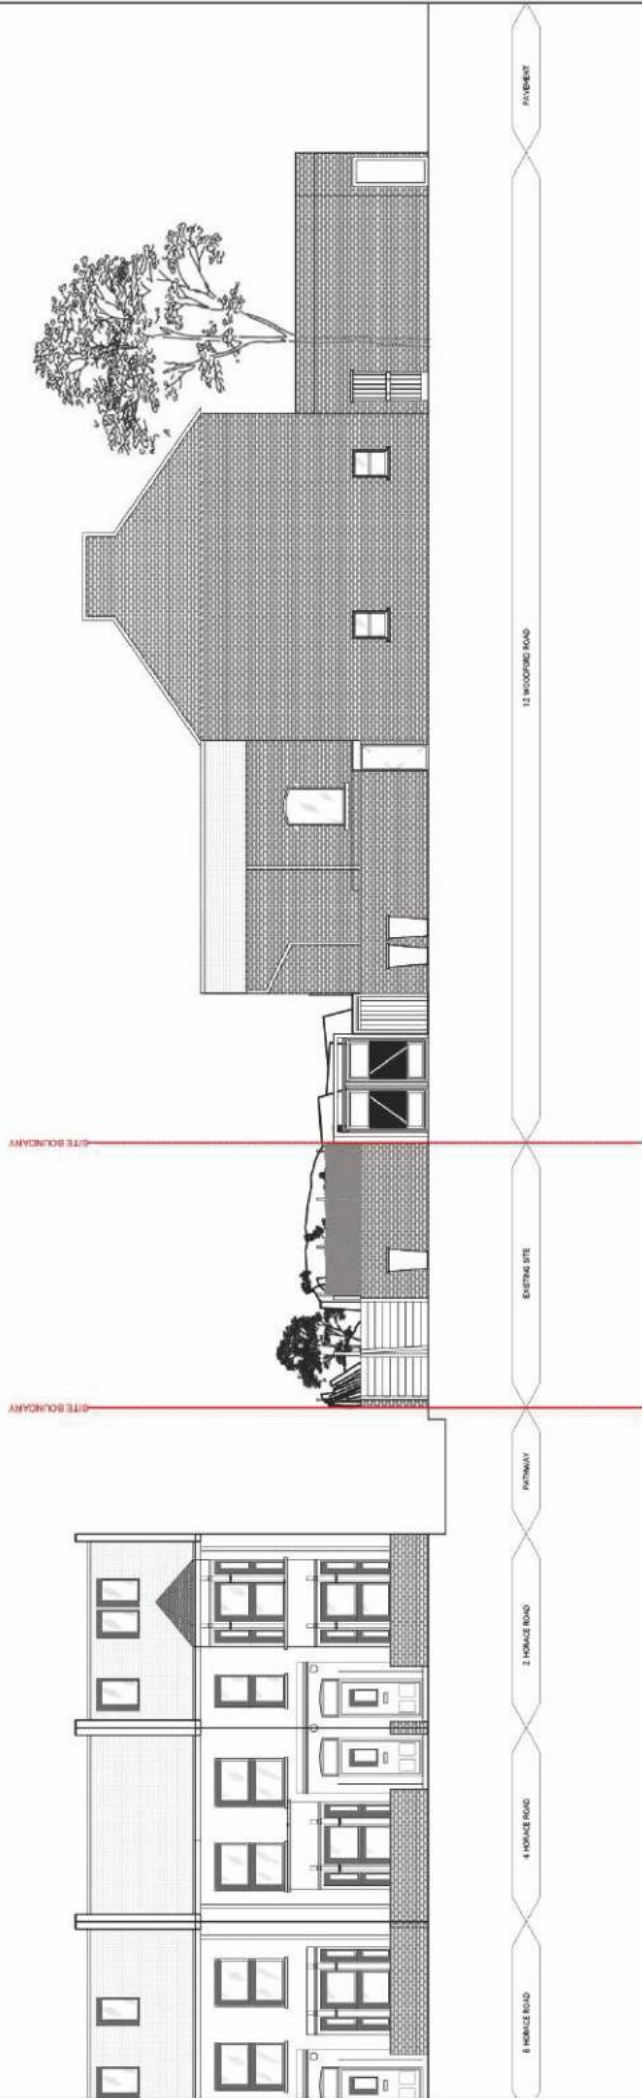 SITE BOUNDARY
SITE BOUNDARY
6 HORACE ROAD
4 HORACE ROAD
2 HORACE ROAD
PATHWAY
EXISTING SITE
12 WOODFORD ROAD
PAVEMENT